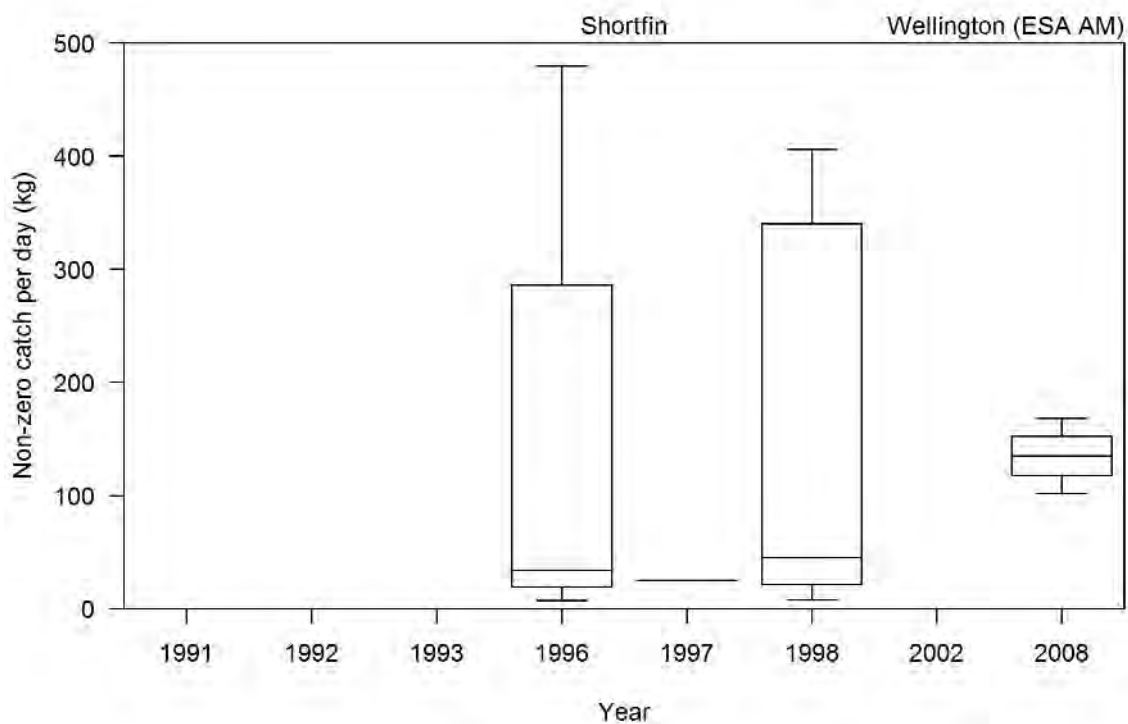 Shortfin Wellington (ESA AM)
500
400
300
200
100
0
Non-zero catch per day (kg)
1991 1992 1993 1996 1997 1998 2002 2008
Year